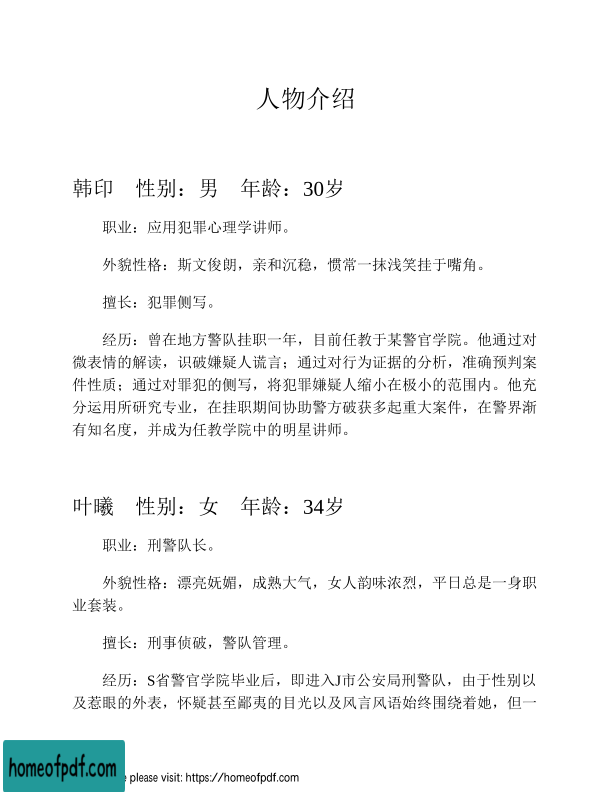 人物介绍
韩印　性别：男　年龄：30岁
职业：应用犯罪心理学讲师。
外貌性格：斯文俊朗，亲和沉稳，惯常一抹浅笑挂于嘴角。
擅长：犯罪侧写。
经历：曾在地方警队挂职一年，目前任教于某警官学院。他通过对
微表情的解读，识破嫌疑人谎言；通过对行为证据的分析，准确预判案
件性质；通过对罪犯的侧写，将犯罪嫌疑人缩小在极小的范围内。他充
分运用所研究专业，在挂职期间协助警方破获多起重大案件，在警界渐
有知名度，并成为任教学院中的明星讲师。
叶曦　性别：女　年龄：34岁
职业：刑警队长。
外貌性格：漂亮妩媚，成熟大气，女人韵味浓烈，平日总是一身职
业套装。
擅长：刑事侦破，警队管理。
经历：S省警官学院毕业后，即进入J市公安局刑警队，由于性别以
及惹眼的外表，怀疑甚至鄙夷的目光以及风言风语始终围绕着她，但一
homeofpdf.com
please visit: https://homeofpdf.com